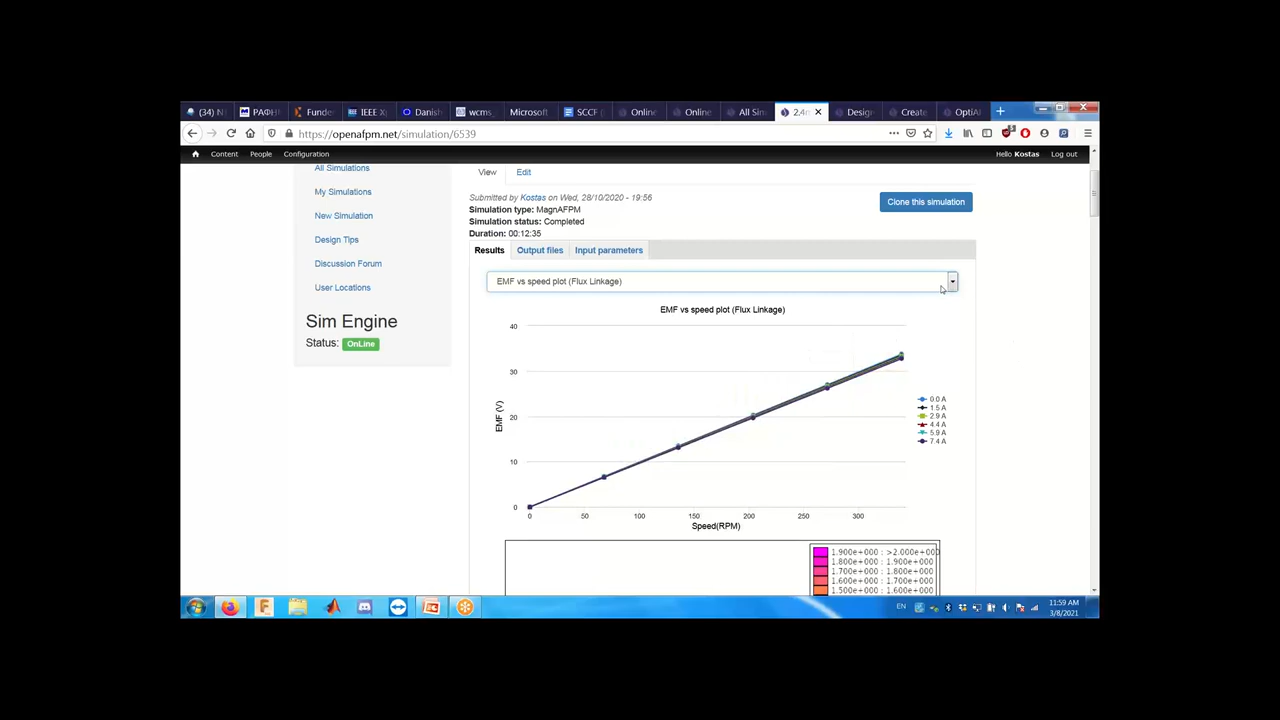 (34) N
ΡΑΦΗ
Funde
IEEE X
Danish
wcms_
Microsoft
SCCF
Online
Online
All Sim
2.4m
Design
Create
OptiAF
https://openafpm.net/simulation/6539
Content People Configuration
Hello Kostas Log out
All Simulations
My Simulations
New Simulation
Design Tips
Discussion Forum
User Locations
Sim Engine
Status: OnLine
View Edit
Submitted by Kostas on Wed, 28/10/2020 - 19:56
Simulation type: MagnAFPM
Simulation status: Completed
Duration: 00:12:35
Clone this simulation
Results Output files Input parameters
EMF vs speed plot (Flux Linkage)
EMF vs speed plot (Flux Linkage)
40
30
20
10
0
EMF (V)
0 50 100 150 200 250 300
Speed(RPM)
0.0 A
1.5 A
2.9 A
4.4 A
5.9 A
7.4 A
1.900e+000 : >2.000e+000
1.800e+000 : 1.900e+000
1.700e+000 : 1.800e+000
1.600e+000 : 1.700e+000
1.500e+000 : 1.600e+000
EN
11:59 AM
3/8/2021